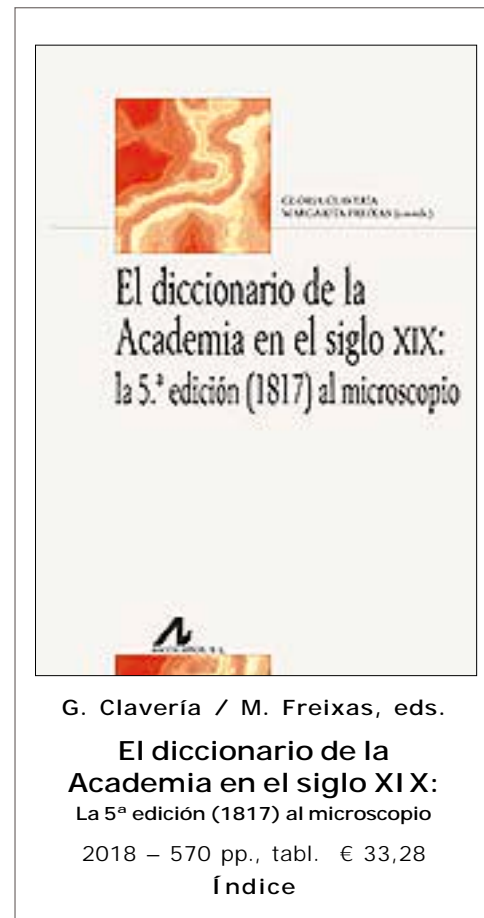 GLORIA CLAVERÍA
MARGARITA FREIXAS (coords.)
El diccionario de la
Academia en el siglo XIX:
la 5.ª edición (1817) al microscopio
G. Clavería / M. Freixas, eds.
El diccionario de la
Academia en el siglo XIX:
La 5ª edición (1817) al microscopio
2018 – 570 pp., tabl. € 33,28
Índice